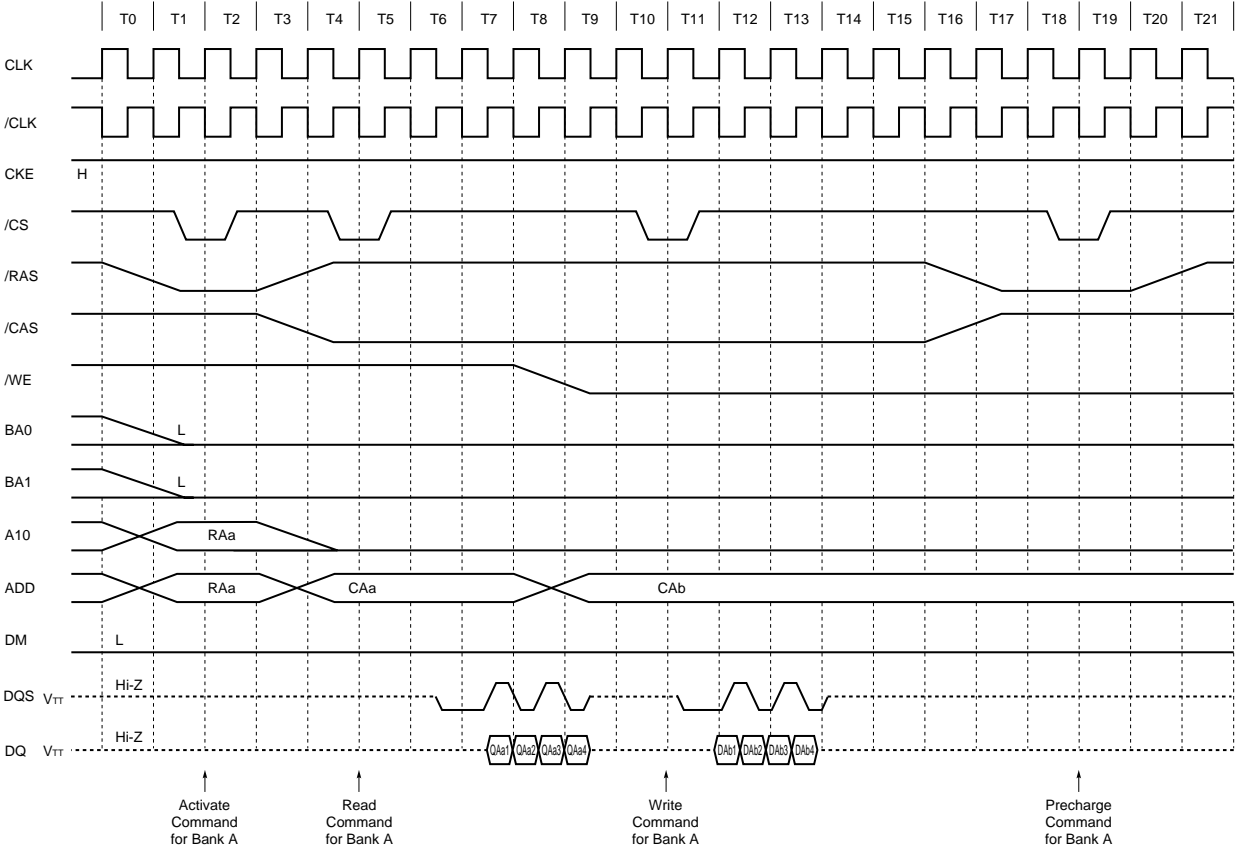 T0 T1 T2 T3 T4 T5 T6 T7 T8 T9 T10 T11 T12 T13 T14 T15 T16 T17 T18 T19 T20 T21
CLK
/CLK
CKE H
/CS
/RAS
/CAS
/WE
BA0 L
BA1 L
A10 RAa
ADD RAa CAa CAb
DM L
Hi-Z
DQS VTT
Hi-Z
DQ VTT QAa1 QAa2 QAa3 QAa4 DAb1 DAb2 DAb3 DAb4
Activate
Command
for Bank A
Read
Command
for Bank A
Write
Command
for Bank A
Precharge
Command
for Bank A